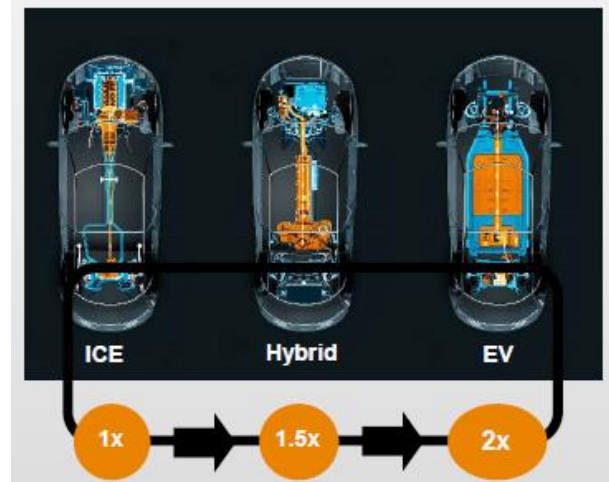 ICE
Hybrid
EV
1x
1.5x
2x